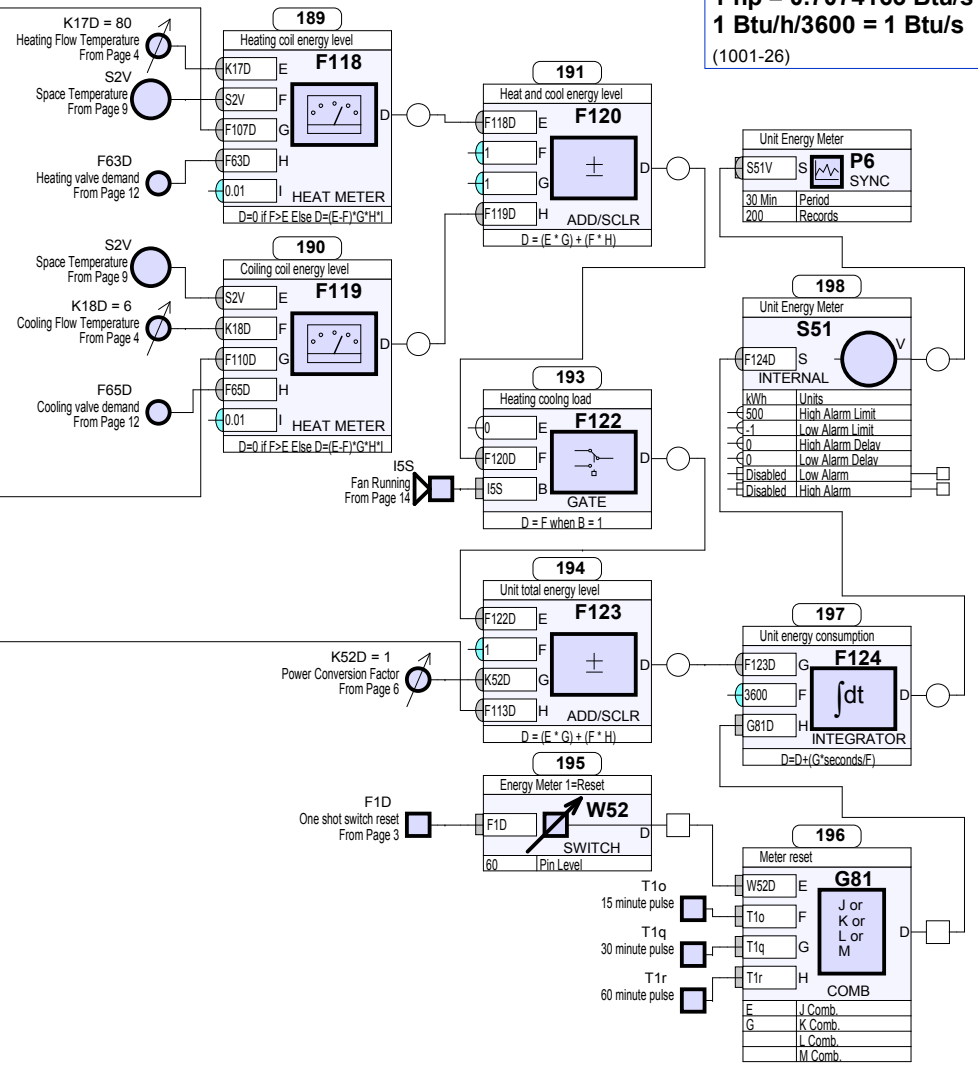 1 hp = 0.7074168 Btu/s
1 Btu/h/3600 = 1 Btu/s
(1001-26)
K17D = 80
Heating Flow Temperature
From Page 4
S2V
Space Temperature
From Page 9
F63D
Heating valve demand
From Page 12
189
Heating coil energy level
F118
K17D E
S2V F
F107D G
F63D H
0.01 I
D
HEAT METER
D=0 if F>E Else D=(E-F)*G*H*I
S2V
Space Temperature
From Page 9
K18D = 6
Cooling Flow Temperature
From Page 4
F65D
Cooling valve demand
From Page 12
190
Coiling coil energy level
F119
S2V E
K18D F
F110D G
F65D H
0.01 I
D
HEAT METER
D=0 if F>E Else D=(E-F)*G*H*I
191
Heat and cool energy level
F120
F118D E
1 F
1 G
F119D H
±
D
ADD/SCLR
D = (E * G) + (F * H)
I5S
Fan Running
From Page 14
193
Heating coolng load
F122
0 E
F120D F
I5S B
D
GATE
D = F when B = 1
K52D = 1
Power Conversion Factor
From Page 6
194
Unit total energy level
F123
F122D E
1 F
K52D G
F113D H
±
D
ADD/SCLR
D = (E * G) + (F * H)
F1D
One shot switch reset
From Page 3
195
Energy Meter 1=Reset
W52
F1D
D
SWITCH
60 Pin Level
T1o
15 minute pulse
T1q
30 minute pulse
T1r
60 minute pulse
Unit Energy Meter
P6
S51V S
SYNC
30 Min Period
200 Records
198
Unit Energy Meter
S51
F124D S
V
INTERNAL
kWh Units
500 High Alarm Limit
-1 Low Alarm Limit
0 High Alarm Delay
0 Low Alarm Delay
Disabled Low Alarm
Disabled High Alarm
197
Unit energy consumption
F124
F123D G
3600 F
G81D H
∫dt
D
INTEGRATOR
D=D+(G*seconds/F)
196
Meter reset
G81
W52D E
T1o F
T1q G
T1r H
J or
K or
L or
M
D
COMB
E J Comb.
G K Comb.
L Comb.
M Comb.